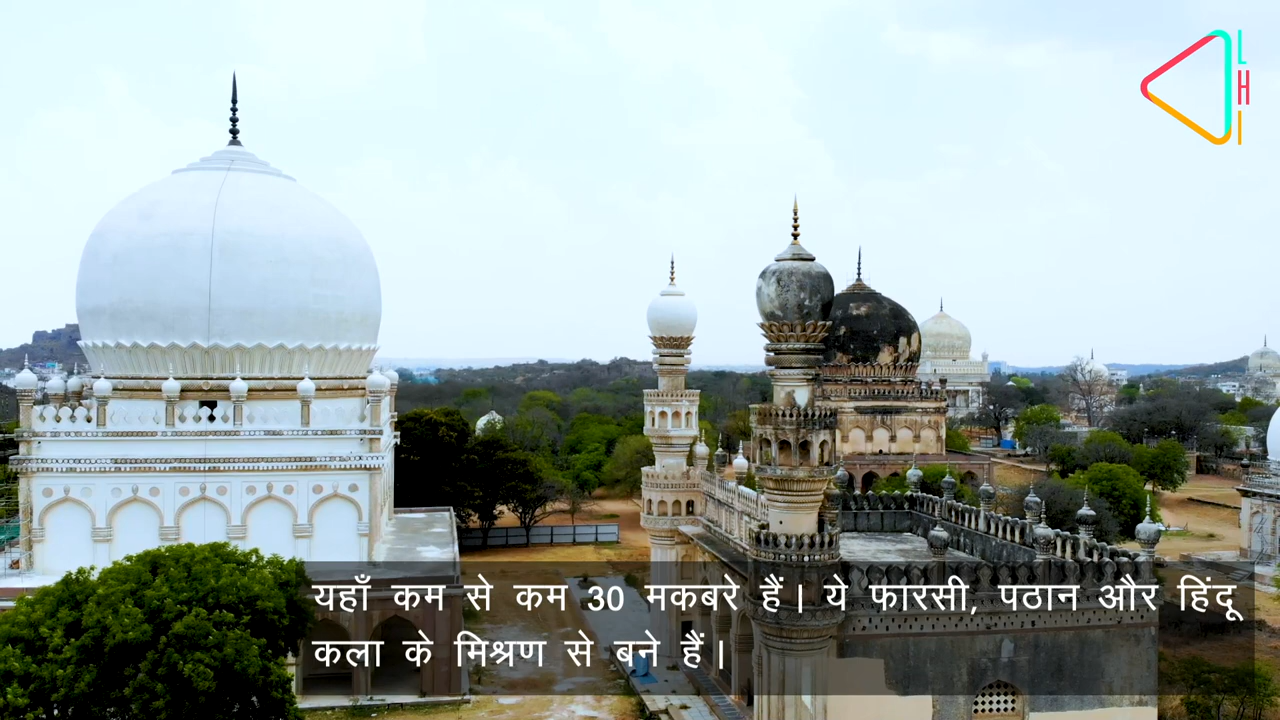 L
H
I
यहाँ कम से कम 30 मकबरे हैं। ये फारसी, पठान और हिंदू
कला के मिश्रण से बने हैं।